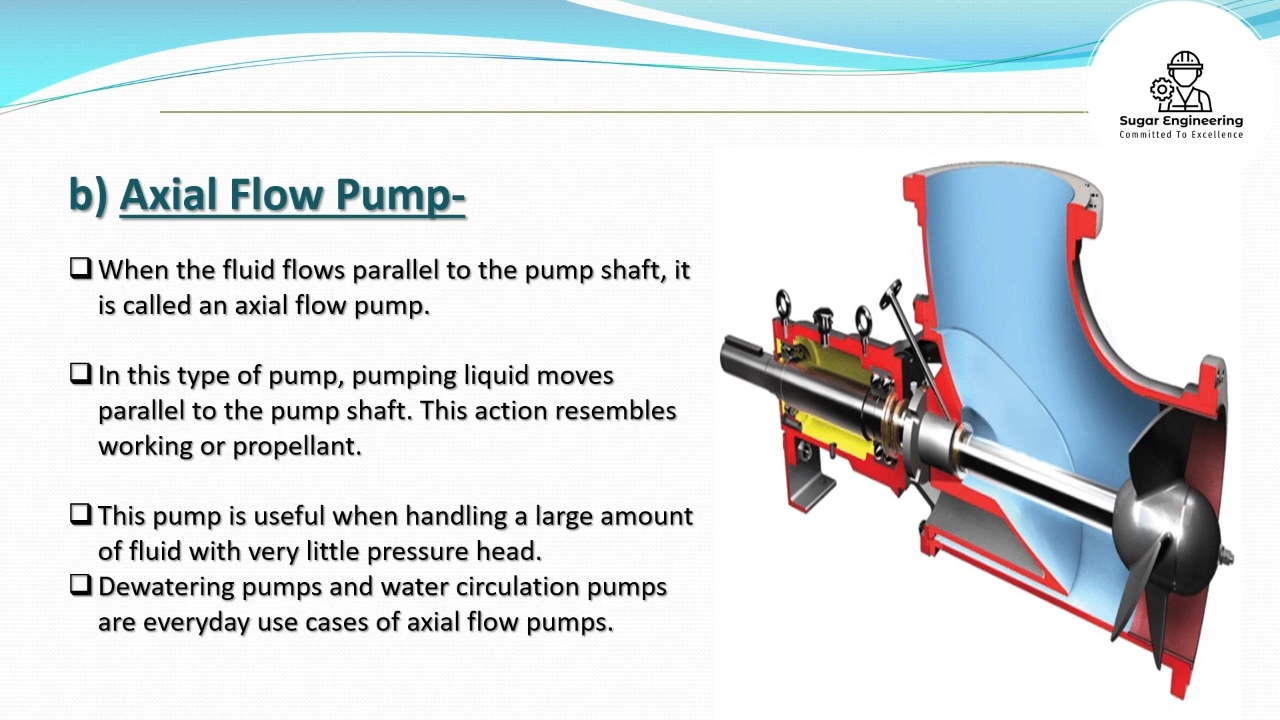 Sugar Engineering
Committed To Excellence
b) Axial Flow Pump-
❑ When the fluid flows parallel to the pump shaft, it
is called an axial flow pump.
❑ In this type of pump, pumping liquid moves
parallel to the pump shaft. This action resembles
working or propellant.
❑ This pump is useful when handling a large amount
of fluid with very little pressure head.
❑ Dewatering pumps and water circulation pumps
are everyday use cases of axial flow pumps.